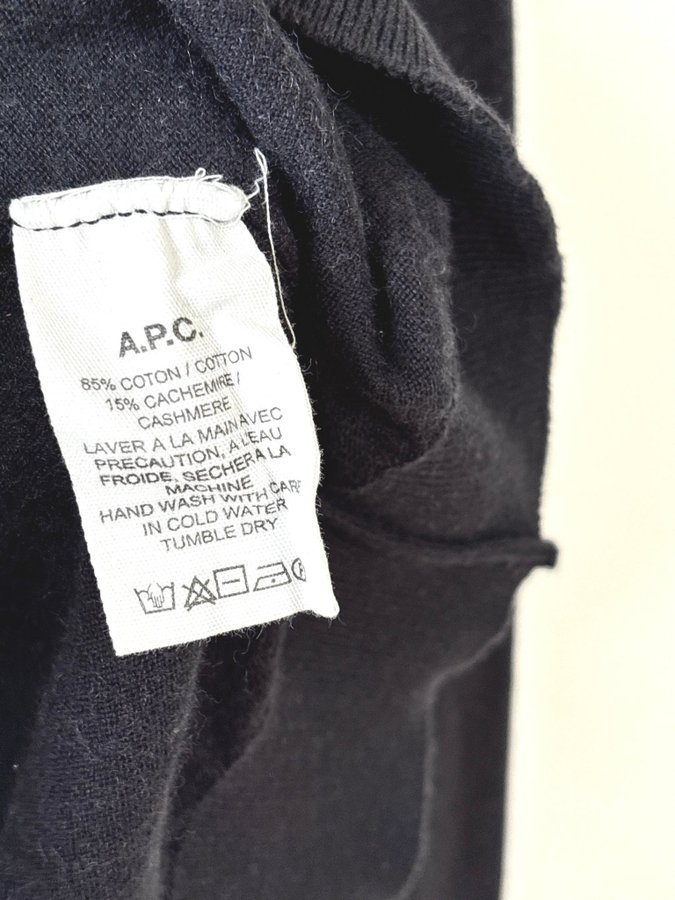 A.P.C.
85% COTON / COTTON
15% CACHEMIRE /
CASHMERE
LAVER A LA MAIN AVEC
PRECAUTION, A L'EAU
FROIDE, SECHER A LA
MACHINE
HAND WASH WITH CARE
IN COLD WATER
TUMBLE DRY